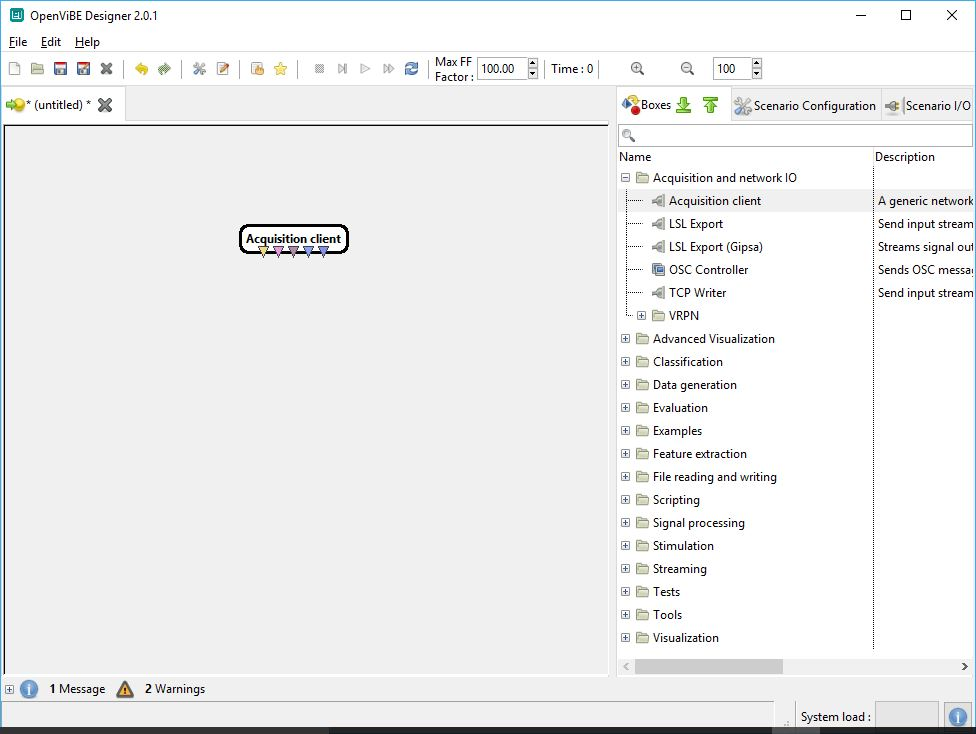 OpenViBE Designer 2.0.1
File Edit Help
Max FF Factor : 100.00 Time : 0 100
* (untitled) *
Boxes Scenario Configuration Scenario I/O
Acquisition client
Name Description
Acquisition and network IO
Acquisition client A generic network
LSL Export Send input stream
LSL Export (Gipsa) Streams signal out
OSC Controller Sends OSC messa
TCP Writer Send input stream
VRPN
Advanced Visualization
Classification
Data generation
Evaluation
Examples
Feature extraction
File reading and writing
Scripting
Signal processing
Stimulation
Streaming
Tests
Tools
Visualization
1 Message 2 Warnings
System load :